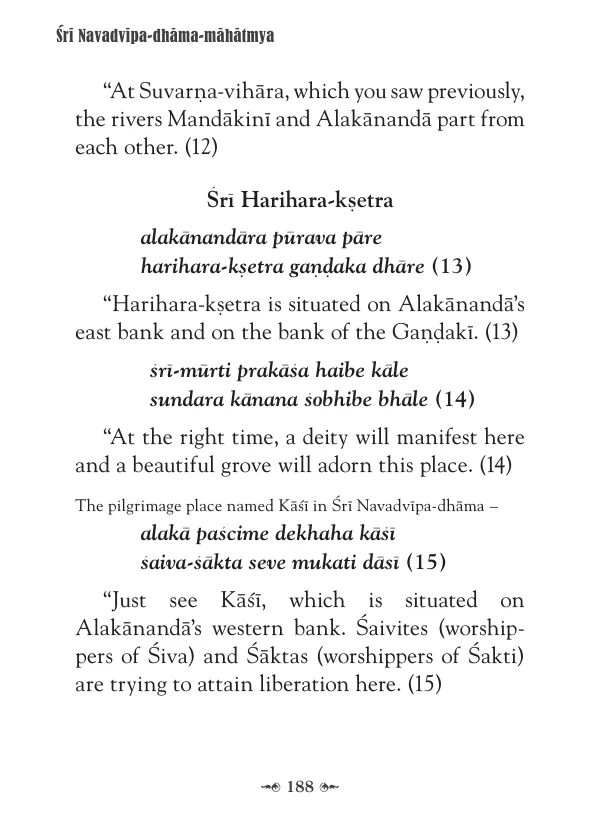 Śrī Navadvīpa-dhāma-māhātmya
“At Suvarṇa-vihāra, which you saw previously,
the rivers Mandākinī and Alakānandā part from
each other. (12)
Śrī Harihara-kṣetra
alakānandāra pūrava pāre
harihara-kṣetra gaṇḍaka dhāre (13)
“Harihara-kṣetra is situated on Alakānandā’s
east bank and on the bank of the Gaṇḍakī. (13)
śrī-mūrti prakāśa haibe kāle
sundara kānana śobhibe bhāle (14)
“At the right time, a deity will manifest here
and a beautiful grove will adorn this place. (14)
The pilgrimage place named Kāśī in Śrī Navadvīpa-dhāma –
alakā paścime dekhaha kāśī
śaiva-śākta seve mukati dāsī (15)
“Just see Kāśī, which is situated on
Alakānandā’s western bank. Śaivites (worship-
pers of Śiva) and Śāktas (worshippers of Śakti)
are trying to attain liberation here. (15)
188